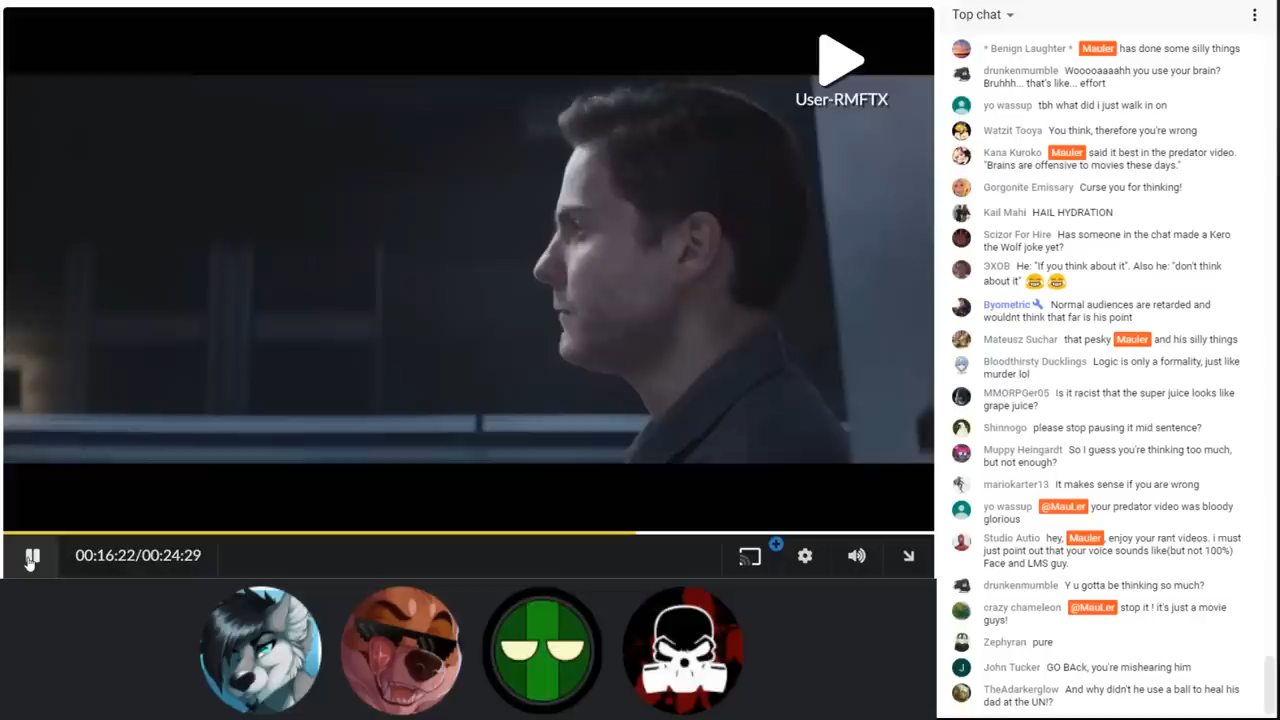 User-RMFTX
00:16:22/00:24:29
Top chat
* Benign Laughter * Mauler has done some silly things
drunkenmumble Wooooaaaahh you use your brain?
Bruhhh... that's like... effort
yo wassup tbh what did i just walk in on
Watzit Tooya You think, therefore you're wrong
Kana Kuroko Mauler said it best in the predator video.
"Brains are offensive to movies these days."
Gorgonite Emissary Curse you for thinking!
Kail Mahi HAIL HYDRATION
Scizor For Hire Has someone in the chat made a Kero
the Wolf joke yet?
ЭХОВ He: "If you think about it". Also he: "don't think
about it" 😂 😂
Byometric Normal audiences are retarded and
wouldnt think that far is his point
Mateusz Suchar that pesky Mauler and his silly things
Bloodthirsty Ducklings Logic is only a formality, just like
murder lol
MMORPGer05 Is it racist that the super juice looks like
grape juice?
Shinnogo please stop pausing it mid sentence?
Muppy Heingardt So I guess you're thinking too much,
but not enough?
mariokarter13 It makes sense if you are wrong
yo wassup @MauLer your predator video was bloody
glorious
Studio Autio hey, Mauler, enjoy your rant videos. i must
just point out that your voice sounds like(but not 100%)
Face and LMS guy.
drunkenmumble Y u gotta be thinking so much?
crazy chameleon @MauLer stop it ! it's just a movie
guys!
Zephyran pure
J John Tucker GO BAck, you're mishearing him
TheAdarkerglow And why didn't he use a ball to heal his
dad at the UN!?